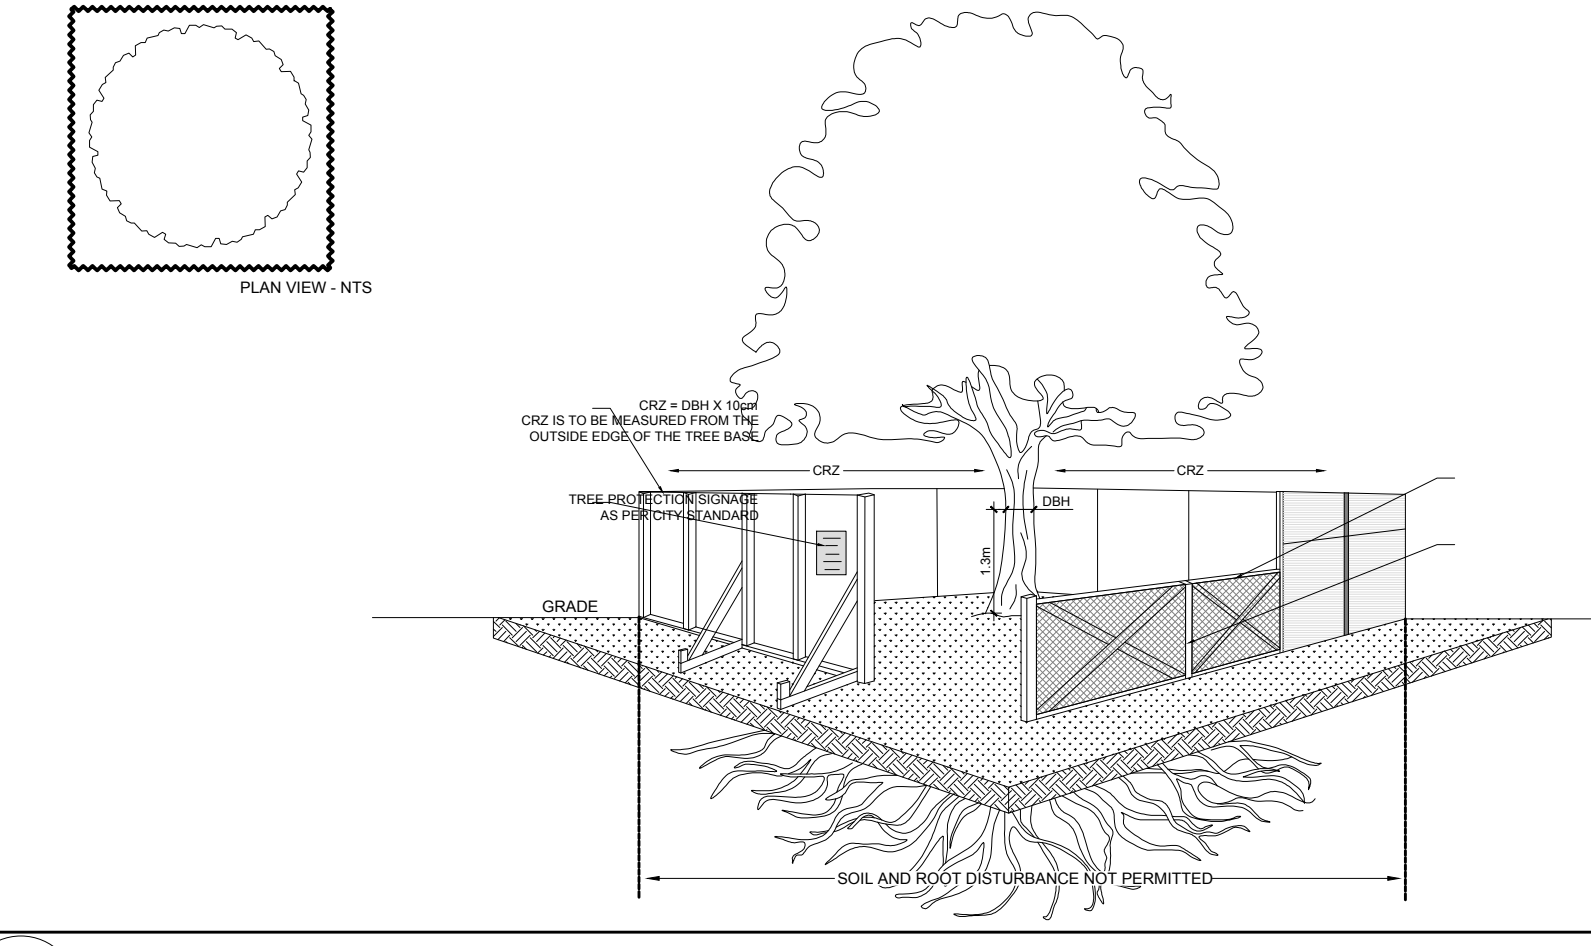 PLAN VIEW - NTS
CRZ = DBH X 10cm
CRZ IS TO BE MEASURED FROM THE
OUTSIDE EDGE OF THE TREE BASE
CRZ
CRZ
TREE PROTECTION SIGNAGE
AS PER CITY STANDARD
DBH
1.3m
GRADE
SOIL AND ROOT DISTURBANCE NOT PERMITTED